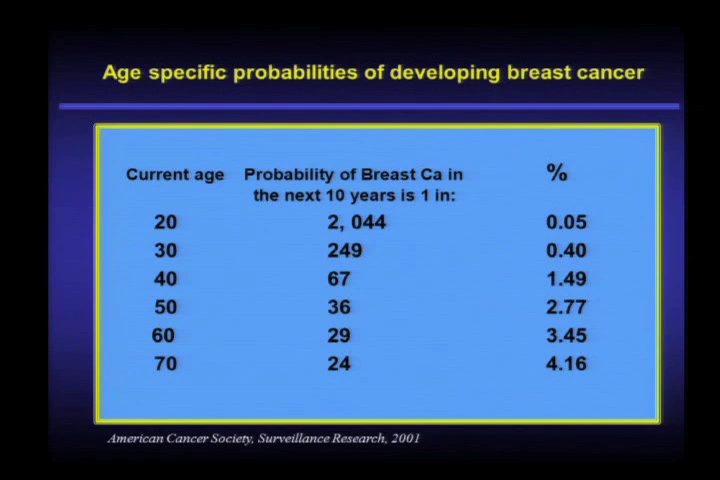 Age specific probabilities of developing breast cancer
Current age Probability of Breast Ca in the next 10 years is 1 in: %
20 2, 044 0.05
30 249 0.40
40 67 1.49
50 36 2.77
60 29 3.45
70 24 4.16
American Cancer Society, Surveillance Research, 2001